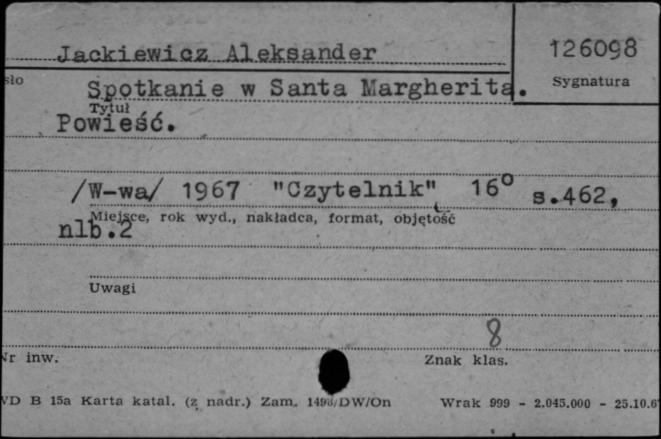 Jackiewicz Aleksander
126098
sło
Sygnatura
Spotkanie w Santa Margherita.
Tytuł
Powieść.
/W-wa/ 1967 "Czytelnik" 16° s.462,
Miejsce, rok wyd., nakładca, format, objętość
nlb.2
Uwagi
8
Nr inw.
Znak klas.
WD B 15a Karta katal. (z nadr.) Zam. DW/On Wrak 999 - 2.045.000 - 25.10.6